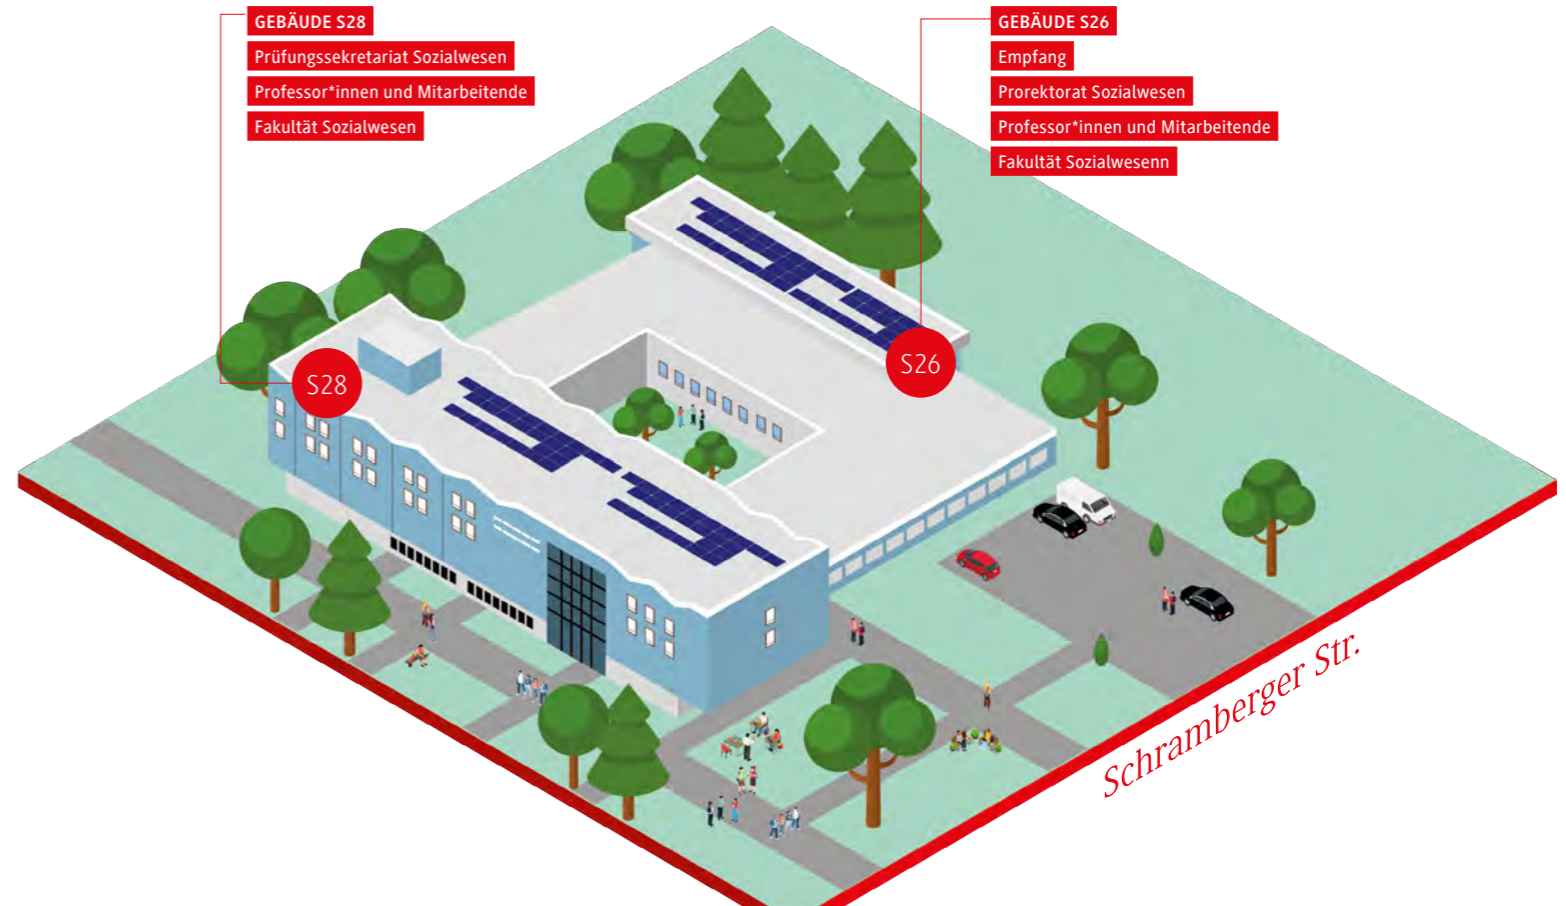 GEBÄUDE S28
Prüfungssekretariat Sozialwesen
Professor*innen und Mitarbeitende
Fakultät Sozialwesen
GEBÄUDE S26
Empfang
Prorektorat Sozialwesen
Professor*innen und Mitarbeitende
Fakultät Sozialwesenn
S28
S26
Schramberger Str.